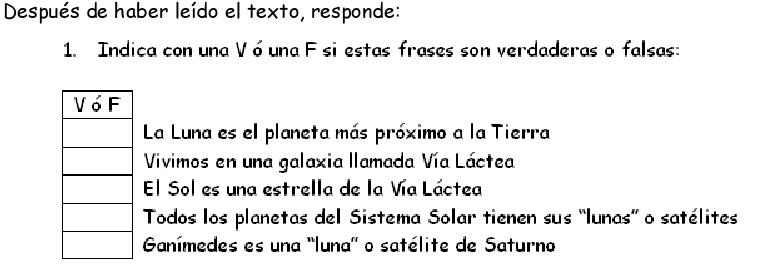 Después de haber leído el texto, responde:
1. Indica con una V ó una F si estas frases son verdaderas o falsas:
V ó F
La Luna es el planeta más próximo a la Tierra
Vivimos en una galaxia llamada Vía Láctea
El Sol es una estrella de la Vía Láctea
Todos los planetas del Sistema Solar tienen sus "lunas" o satélites
Ganímedes es una "luna" o satélite de Saturno